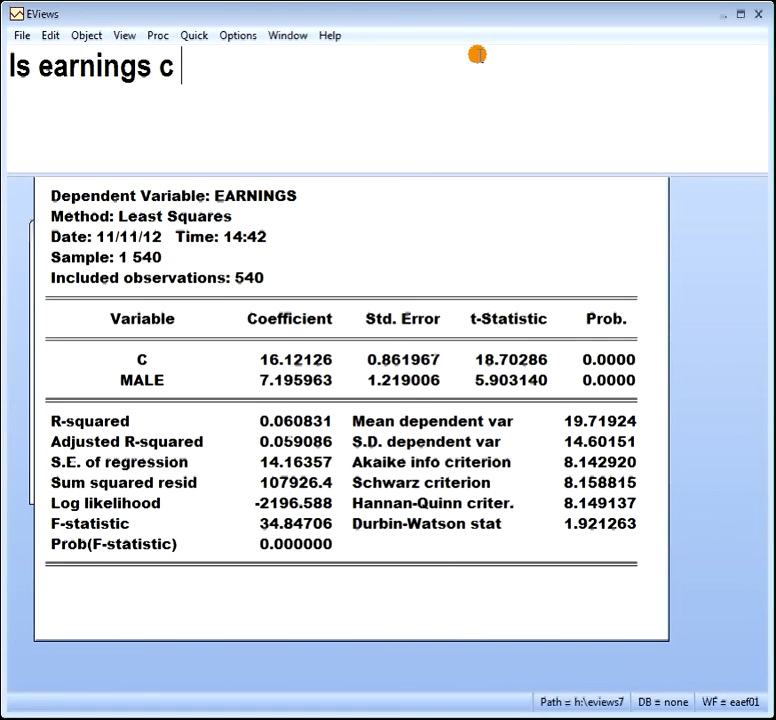 EViews
File Edit Object View Proc Quick Options Window Help
ls earnings c
Dependent Variable: EARNINGS
Method: Least Squares
Date: 11/11/12 Time: 14:42
Sample: 1 540
Included observations: 540
Variable Coefficient Std. Error t-Statistic Prob.
C 16.12126 0.861967 18.70286 0.0000
MALE 7.195963 1.219006 5.903140 0.0000
R-squared 0.060831 Mean dependent var 19.71924
Adjusted R-squared 0.059086 S.D. dependent var 14.60151
S.E. of regression 14.16357 Akaike info criterion 8.142920
Sum squared resid 107926.4 Schwarz criterion 8.158815
Log likelihood -2196.588 Hannan-Quinn criter. 8.149137
F-statistic 34.84706 Durbin-Watson stat 1.921263
Prob(F-statistic) 0.000000
Path = h:\eviews7 DB = none WF = eaef01